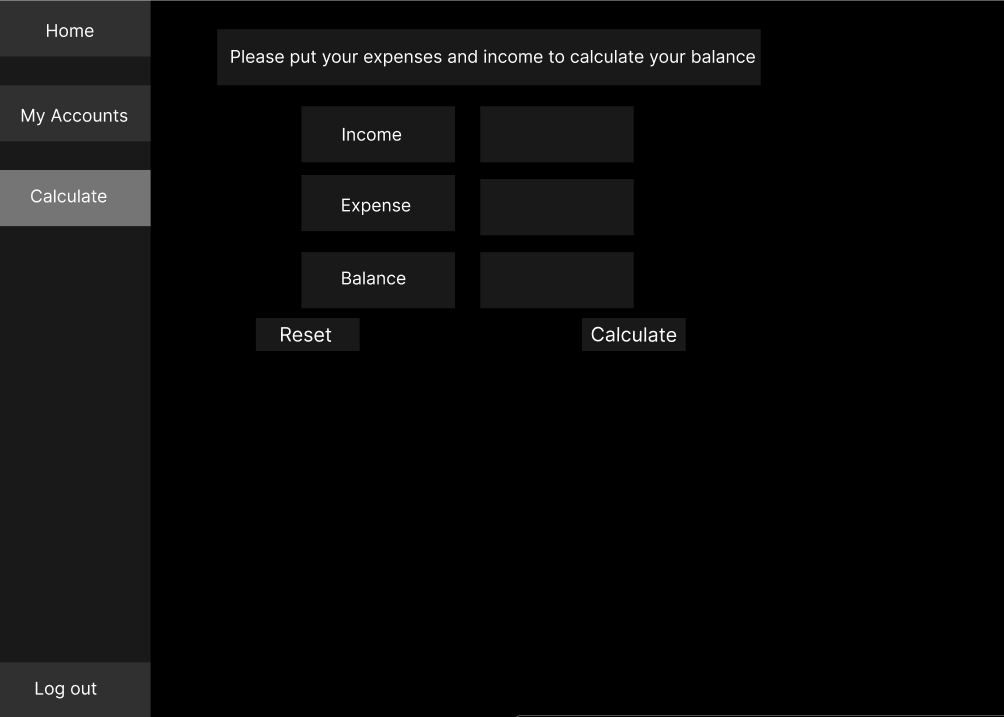 Home
My Accounts
Calculate
Log out
Please put your expenses and income to calculate your balance
Income
Expense
Balance
Reset
Calculate